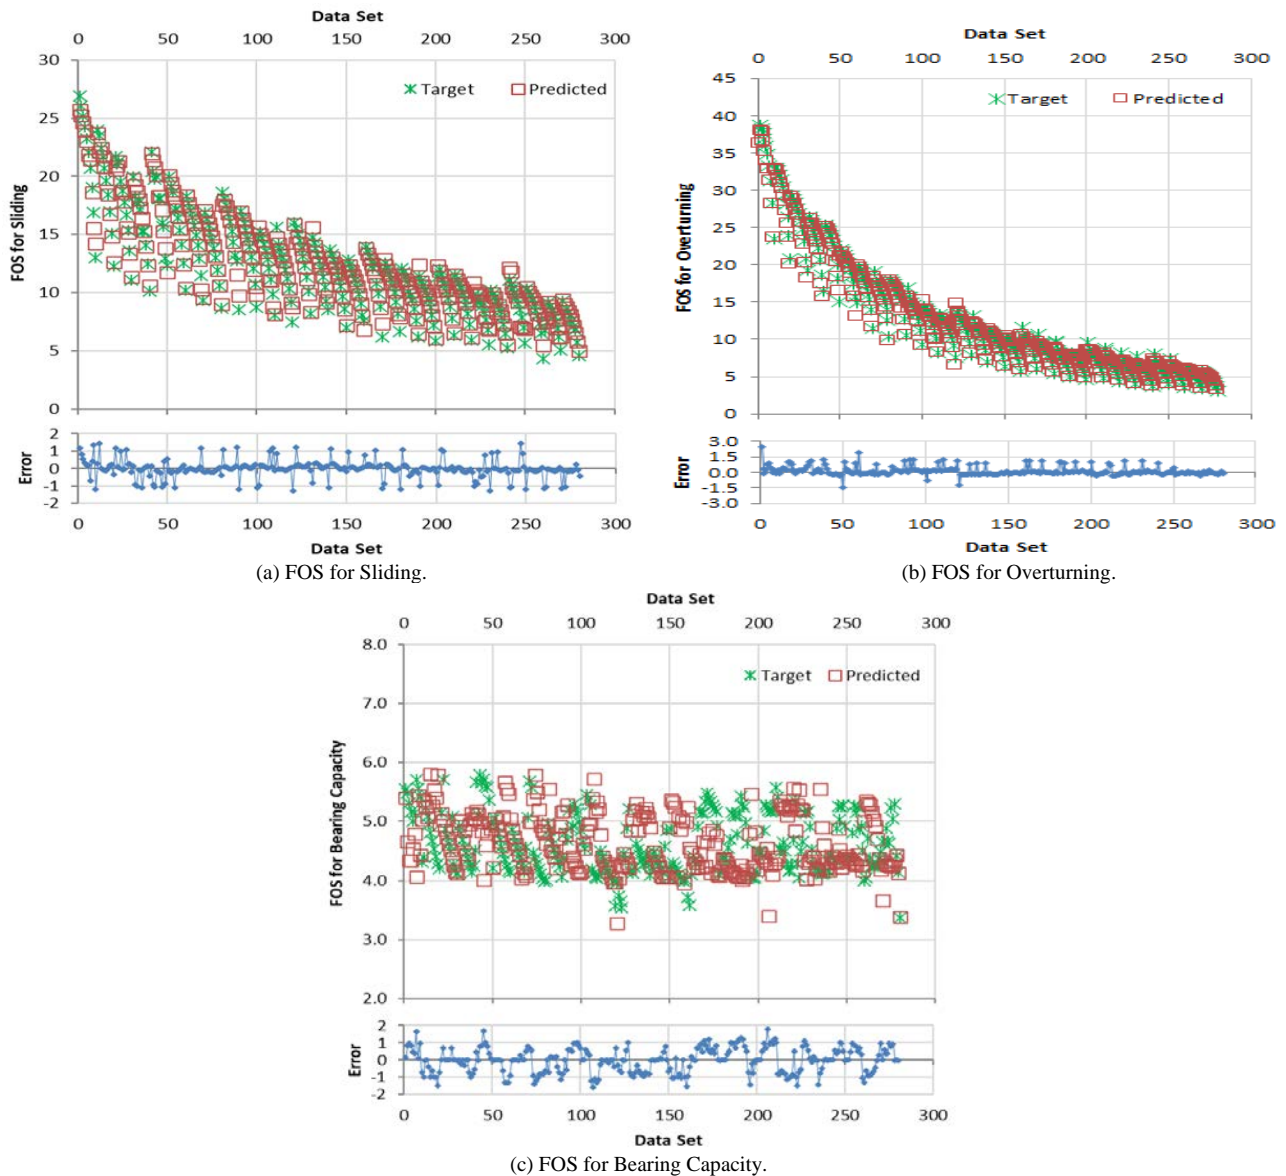 Data Set
0 50 100 150 200 250 300
30
25
20
15
10
5
0
FOS for Sliding
Target Predicted
2
1
0
-1
-2
Error
0 50 100 150 200 250 300
Data Set
(a) FOS for Sliding.
Data Set
0 50 100 150 200 250 300
45
40
35
30
25
20
15
10
5
0
FOS for Overturning
Target Predicted
3.0
1.5
0.0
-1.5
-3.0
Error
0 50 100 150 200 250 300
Data Set
(b) FOS for Overturning.
Data Set
0 50 100 150 200 250 300
8.0
7.0
6.0
5.0
4.0
3.0
2.0
FOS for Bearing Capacity
Target Predicted
2
1
0
-1
-2
Error
0 50 100 150 200 250 300
Data Set
(c) FOS for Bearing Capacity.